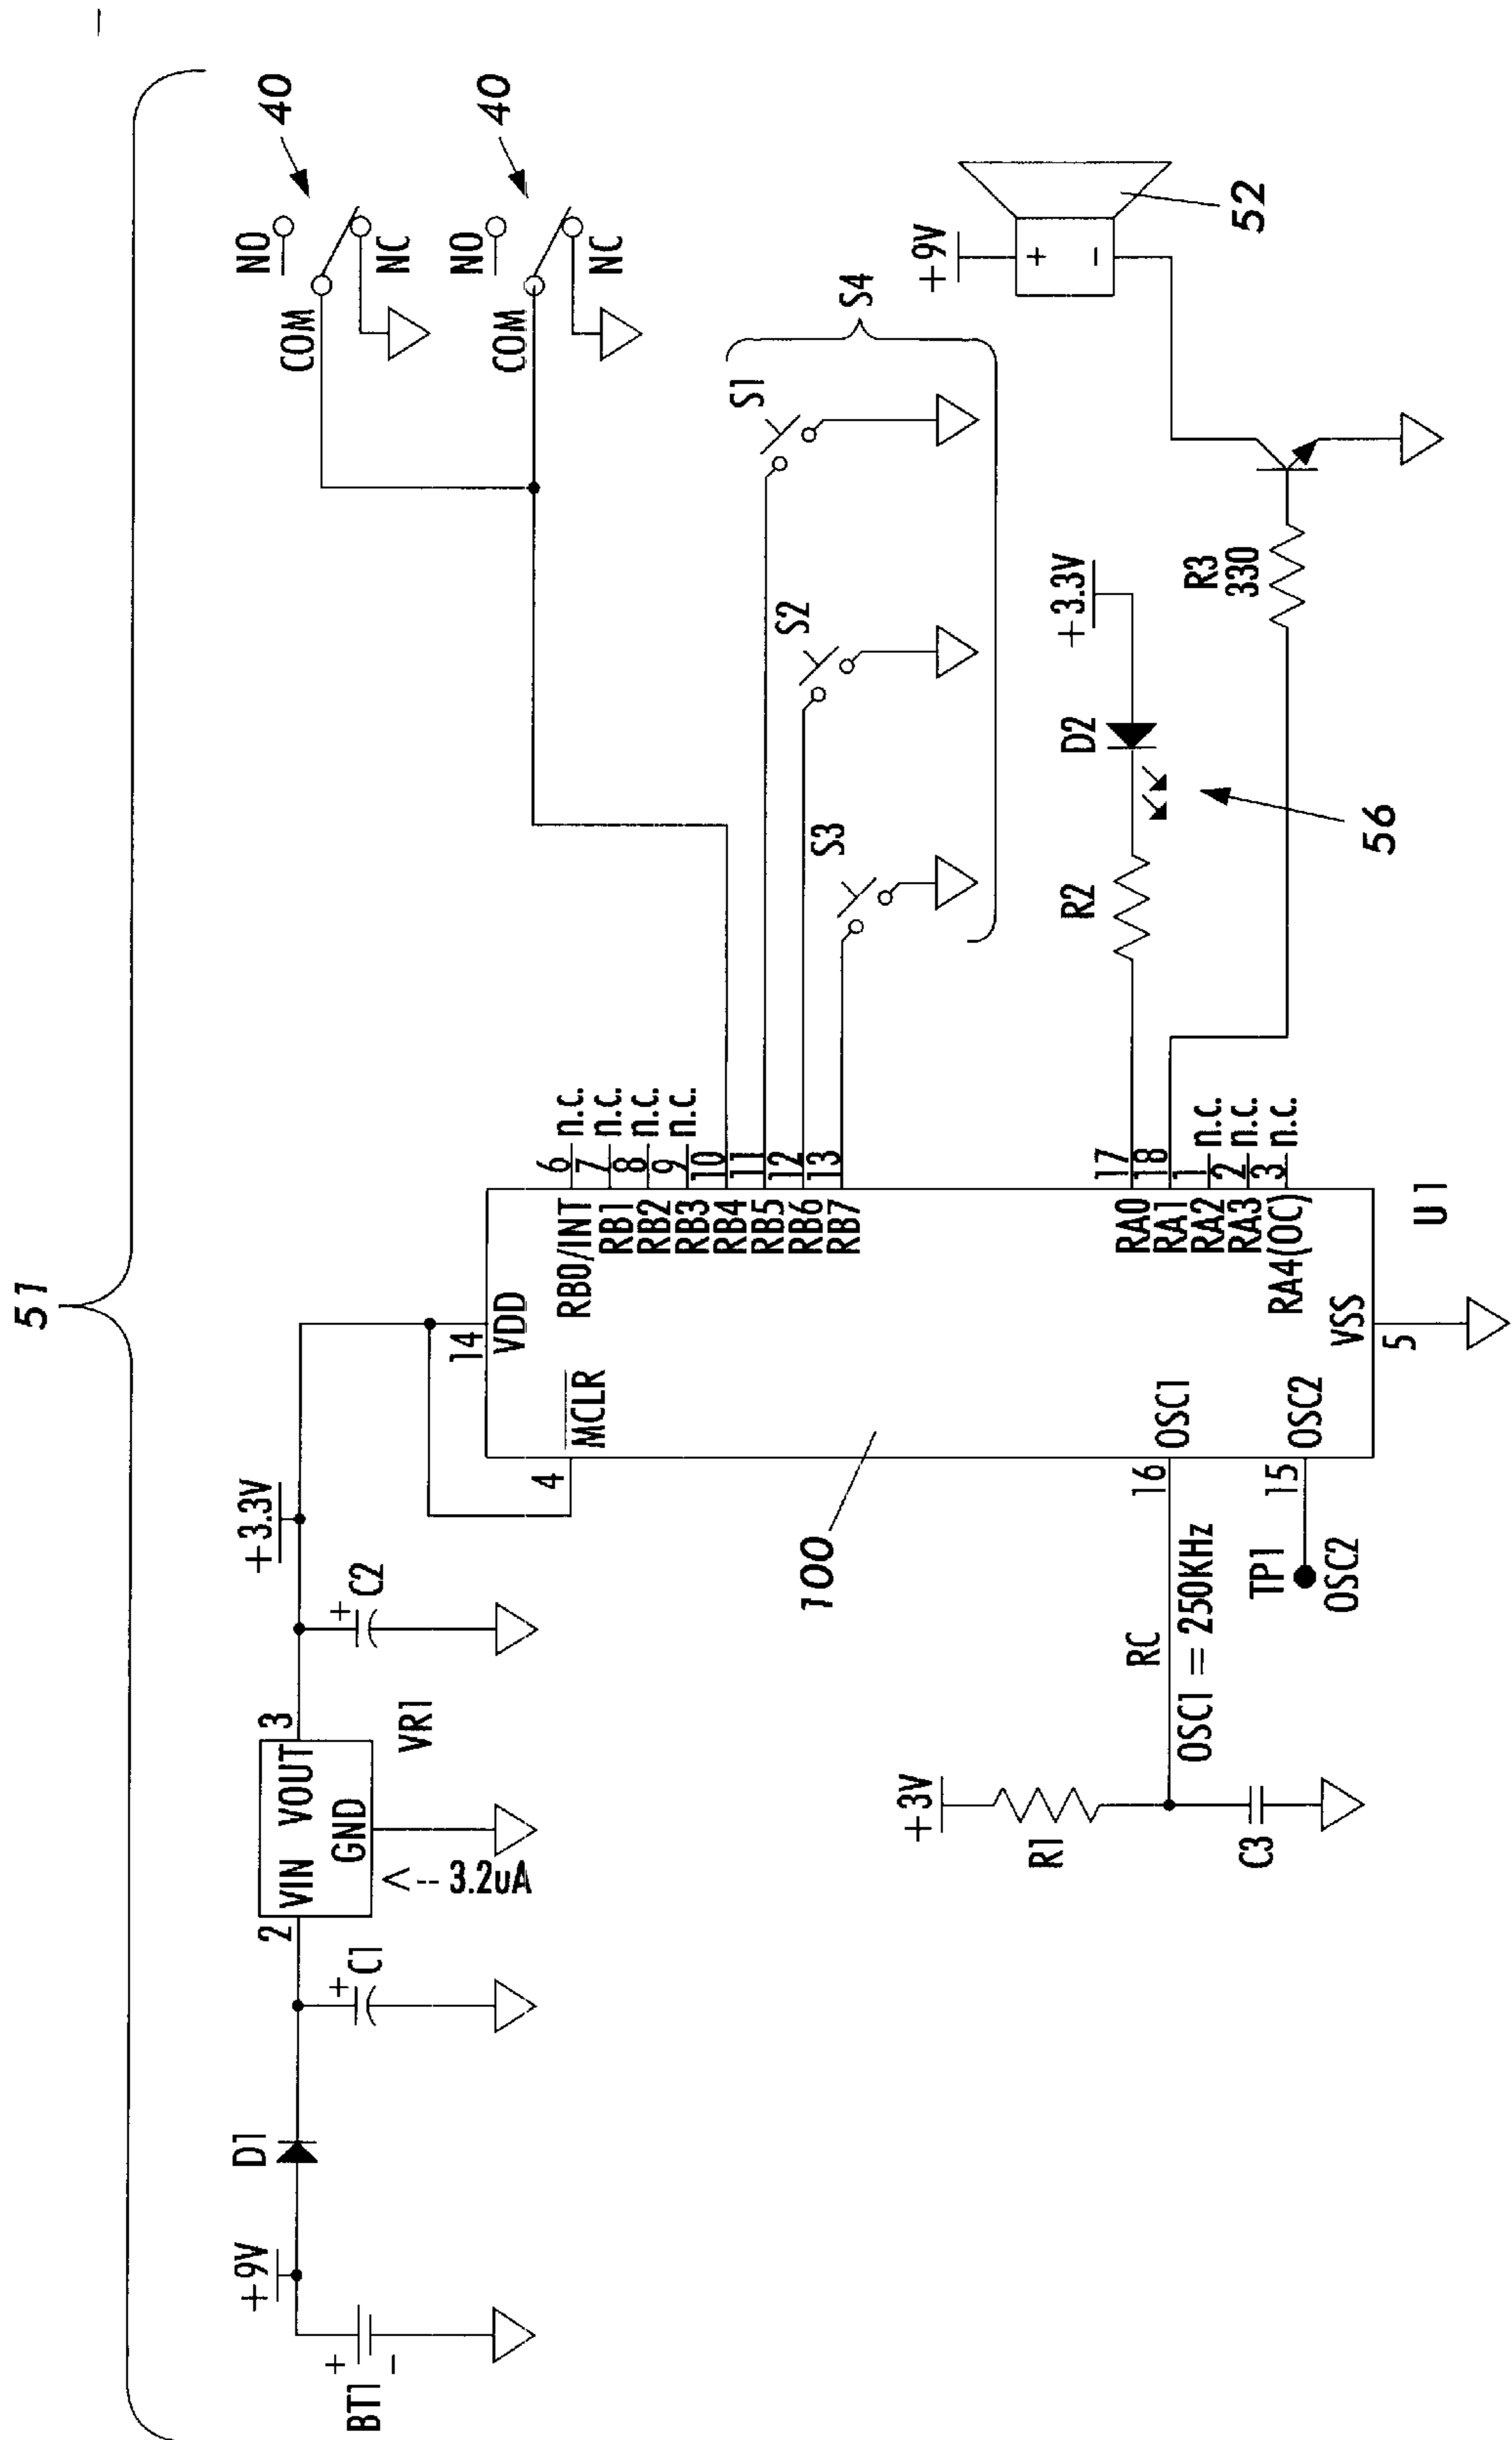 51
+9V
BT1
+
−
D1
+
C1
2
VIN VOUT
GND
3
<-- 3.2uA
VR1
+
C2
+3.3V
40
NO
COM
NC
40
NO
COM
NC
14
VDD
4
MCLR
RB0/INT
6
n.c.
RB1
7
n.c.
RB2
8
n.c.
RB3
9
n.c.
RB4
10
RB5
11
RB6
12
RB7
13
S1
S2
S3
S4
100
+3V
R1
C3
RC
OSC1 = 250KHz
16
OSC1
TP1
OSC2
15
OSC2
RA0
17
RA1
18
RA2
1
n.c.
RA3
2
n.c.
RA4(OC)
3
n.c.
VSS
5
U1
R2
D2
+3.3V
56
R3
330
+9V
+
−
52